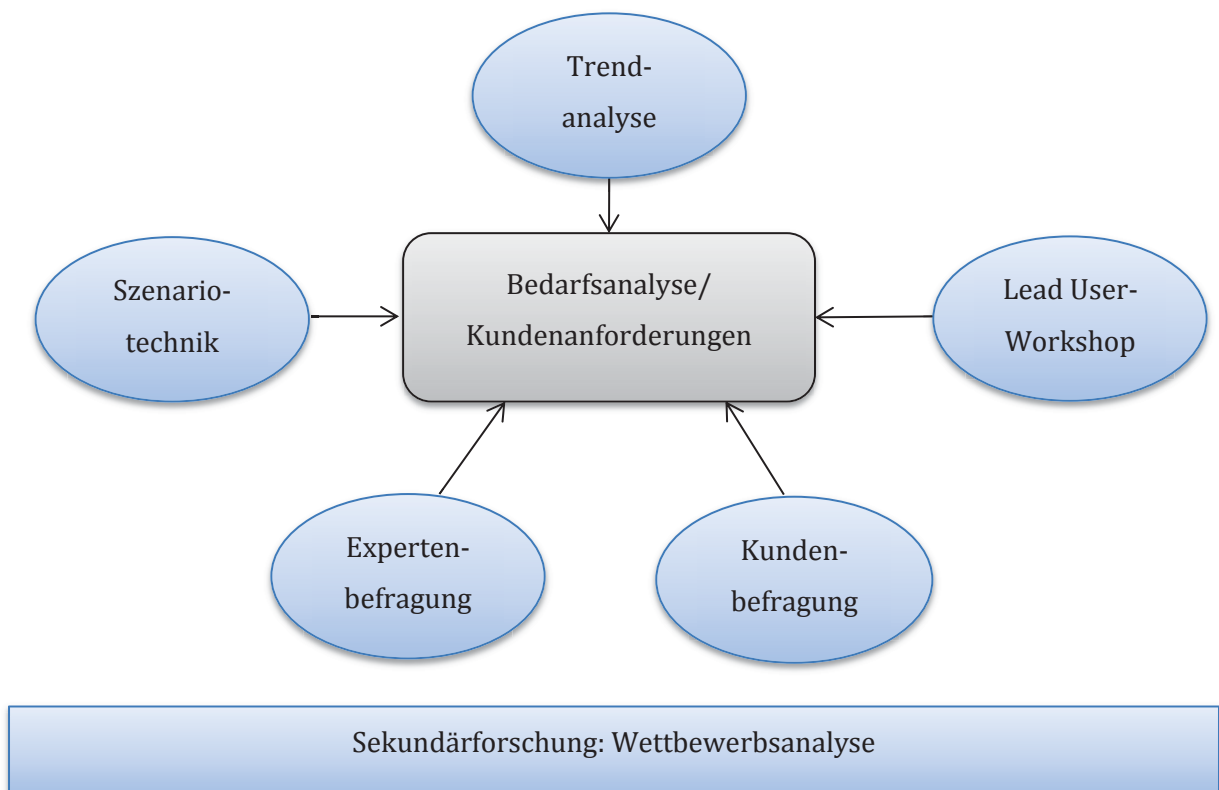 Trend-
analyse
Szenario-
technik
Bedarfsanalyse/
Kundenanforderungen
Lead User-
Workshop
Experten-
befragung
Kunden-
befragung
Sekundärforschung: Wettbewerbsanalyse